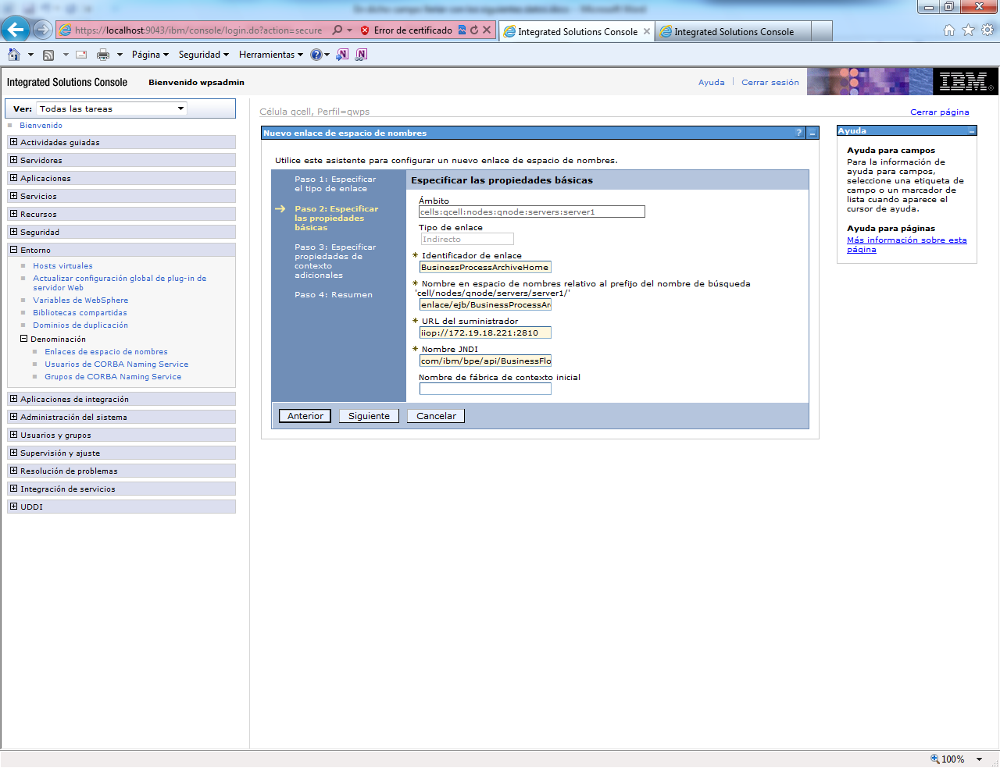 https://localhost:9043/ibm/console/login.do?action=secure
Error de certificado
Integrated Solutions Console
Integrated Solutions Console
Página
Seguridad
Herramientas
Integrated Solutions Console
Bienvenido wpsadmin
Ayuda
Cerrar sesión
IBM®
Ver: Todas las tareas
Bienvenido
Actividades guiadas
Servidores
Aplicaciones
Servicios
Recursos
Seguridad
Entorno
Hosts virtuales
Actualizar configuración global de plug-in de
servidor Web
Variables de WebSphere
Bibliotecas compartidas
Dominios de duplicación
Denominación
Enlaces de espacio de nombres
Usuarios de CORBA Naming Service
Grupos de CORBA Naming Service
Aplicaciones de integración
Administración del sistema
Usuarios y grupos
Supervisión y ajuste
Resolución de problemas
Integración de servicios
UDDI
Célula qcell, Perfil=qwps
Cerrar página
Nuevo enlace de espacio de nombres
Utilice este asistente para configurar un nuevo enlace de espacio de nombres.
Paso 1: Especificar
el tipo de enlace
Paso 2: Especificar
las propiedades
básicas
Paso 3: Especificar
propiedades de
contexto
adicionales
Paso 4: Resumen
Especificar las propiedades básicas
Ámbito
cells:qcell:nodes:qnode:servers:server1
Tipo de enlace
Indirecto
* Identificador de enlace
BusinessProcessArchiveHome
* Nombre en espacio de nombres relativo al prefijo del nombre de búsqueda
'cell/nodes/qnode/servers/server1/'
enlace/ejb/BusinessProcessAr
* URL del suministrador
iiop://172.19.18.221:2810
* Nombre JNDI
com/ibm/bpe/api/BusinessFlo
Nombre de fábrica de contexto inicial
Anterior
Siguiente
Cancelar
Ayuda
Ayuda para campos
Para la información de
ayuda para campos,
seleccione una etiqueta de
campo o un marcador de
lista cuando aparece el
cursor de ayuda.
Ayuda para páginas
Más información sobre esta
página
100%